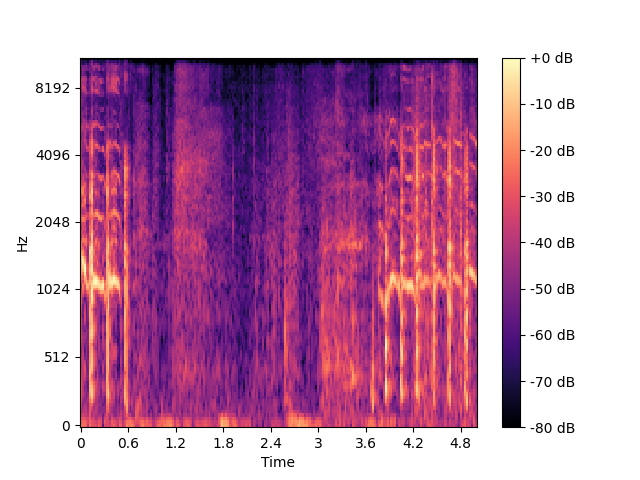 8192
4096
2048
1024
512
0
Hz
0 0.6 1.2 1.8 2.4 3 3.6 4.2 4.8
Time
+0 dB
-10 dB
-20 dB
-30 dB
-40 dB
-50 dB
-60 dB
-70 dB
-80 dB